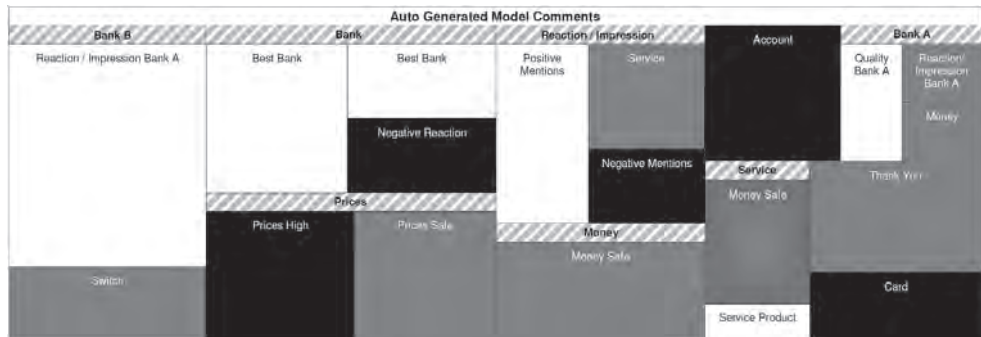 Auto Generated Model Comments
Bank B
Bank
Reaction / Impression
Bank A
Reaction / Impression Bank A
Best Bank
Best Bank
Positive
Mentions
Service
Account
Quality
Bank A
Reaction/
Impression
Bank A
Money
Negative Reaction
Negative Mentions
Service
Thank You
Money Safe
Prices
Prices High
Prices Safe
Money
Money Safe
Switch
Card
Service Product